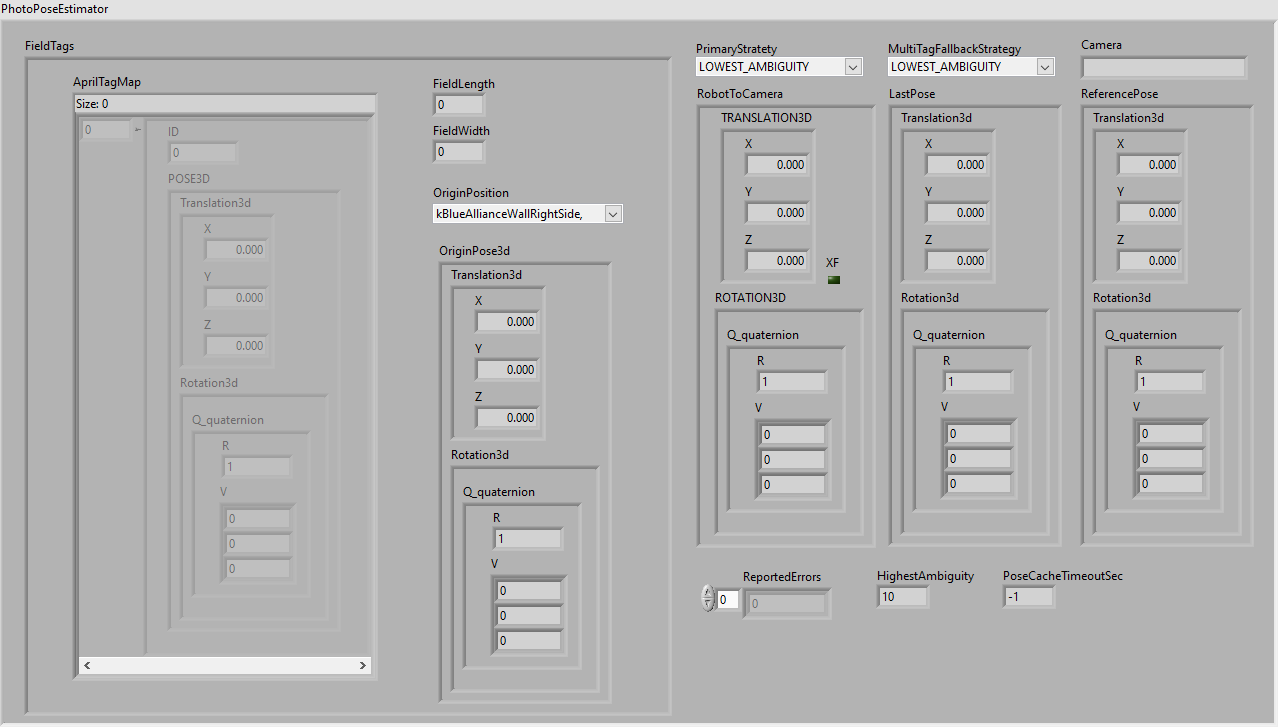 PhotoPoseEstimator
FieldTags
AprilTagMap
Size: 0
0
ID
0
POSE3D
Translation3d
X
0.000
Y
0.000
Z
0.000
Rotation3d
Q_quaternion
R
1
V
0
0
0
FieldLength
0
FieldWidth
0
OriginPosition
kBlueAllianceWallRightSide,
OriginPose3d
Translation3d
X
0.000
Y
0.000
Z
0.000
Rotation3d
Q_quaternion
R
1
V
0
0
0
PrimaryStratety
LOWEST_AMBIGUITY
MultiTagFallbackStrategy
LOWEST_AMBIGUITY
Camera
RobotToCamera
TRANSLATION3D
X
0.000
Y
0.000
Z
0.000
XF
ROTATION3D
Q_quaternion
R
1
V
0
0
0
LastPose
Translation3d
X
0.000
Y
0.000
Z
0.000
Rotation3d
Q_quaternion
R
1
V
0
0
0
ReferencePose
Translation3d
X
0.000
Y
0.000
Z
0.000
Rotation3d
Q_quaternion
R
1
V
0
0
0
0
ReportedErrors
0
HighestAmbiguity
10
PoseCacheTimeoutSec
-1